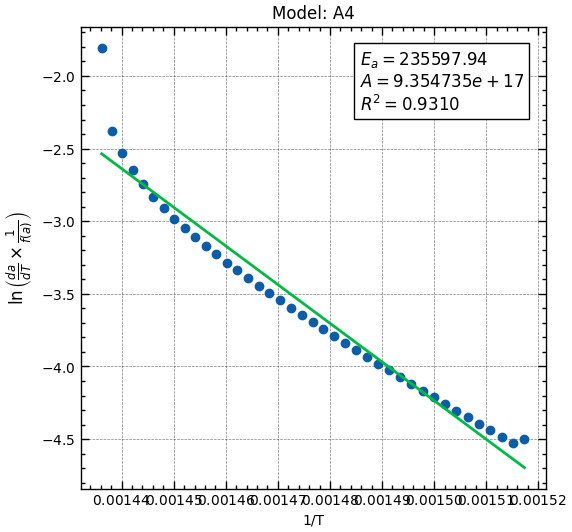 Model: A4
E_a = 235597.94
A = 9.354735e + 17
R^2 = 0.9310
−2.0
−2.5
−3.0
−3.5
−4.0
−4.5
ln (da/dT × 1/f(a))
0.00144 0.00145 0.00146 0.00147 0.00148 0.00149 0.00150 0.00151 0.00152
1/T